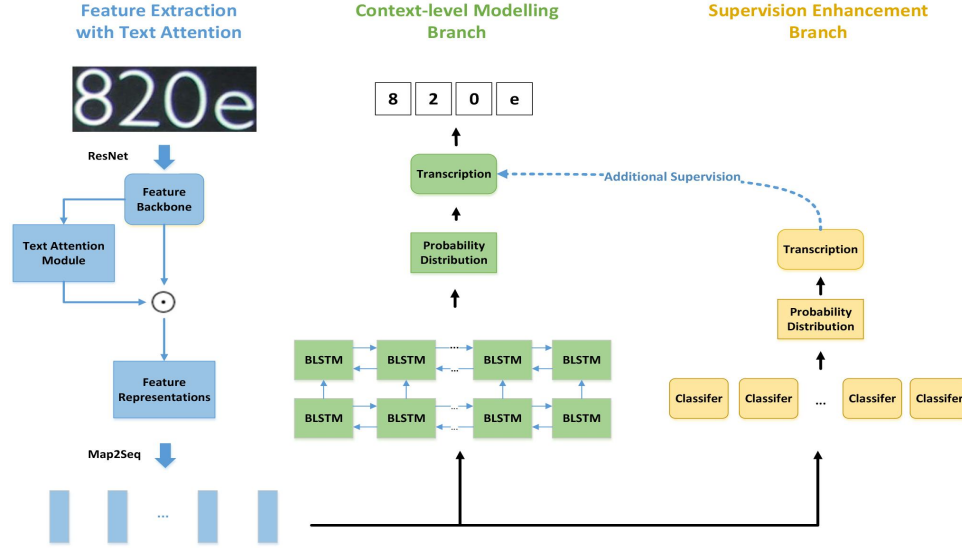 Feature Extraction
with Text Attention
820e
ResNet
Feature
Backbone
Text Attention
Module
Feature
Representations
Map2Seq
...
Context-level Modelling
Branch
8 2 0 e
Transcription
Probability
Distribution
BLSTM BLSTM ... BLSTM BLSTM
...
BLSTM BLSTM ... BLSTM BLSTM
...
Supervision Enhancement
Branch
Additional Supervision
Transcription
Probability
Distribution
Classifer Classifer ... Classifer Classifer